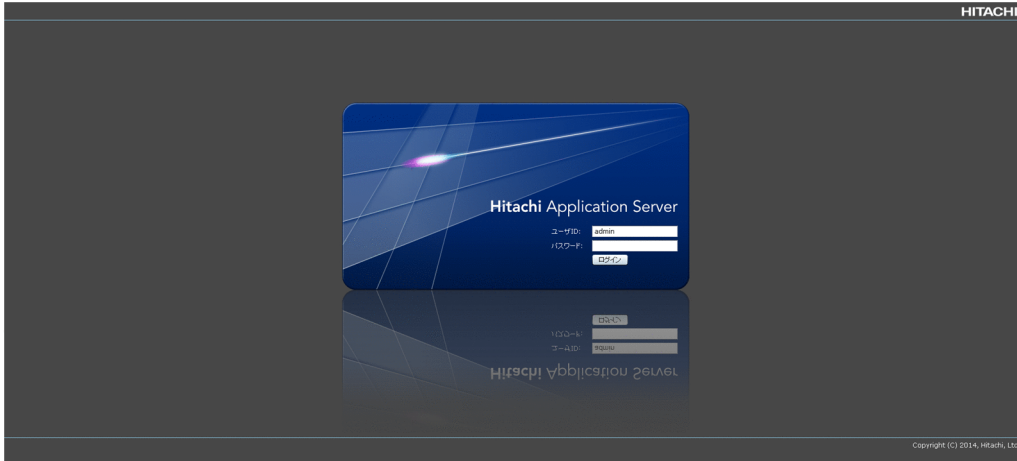 HITACHI
Hitachi Application Server
ユーザID: admin
パスワード:
ログイン
Copyright (C) 2014, Hitachi, Ltd